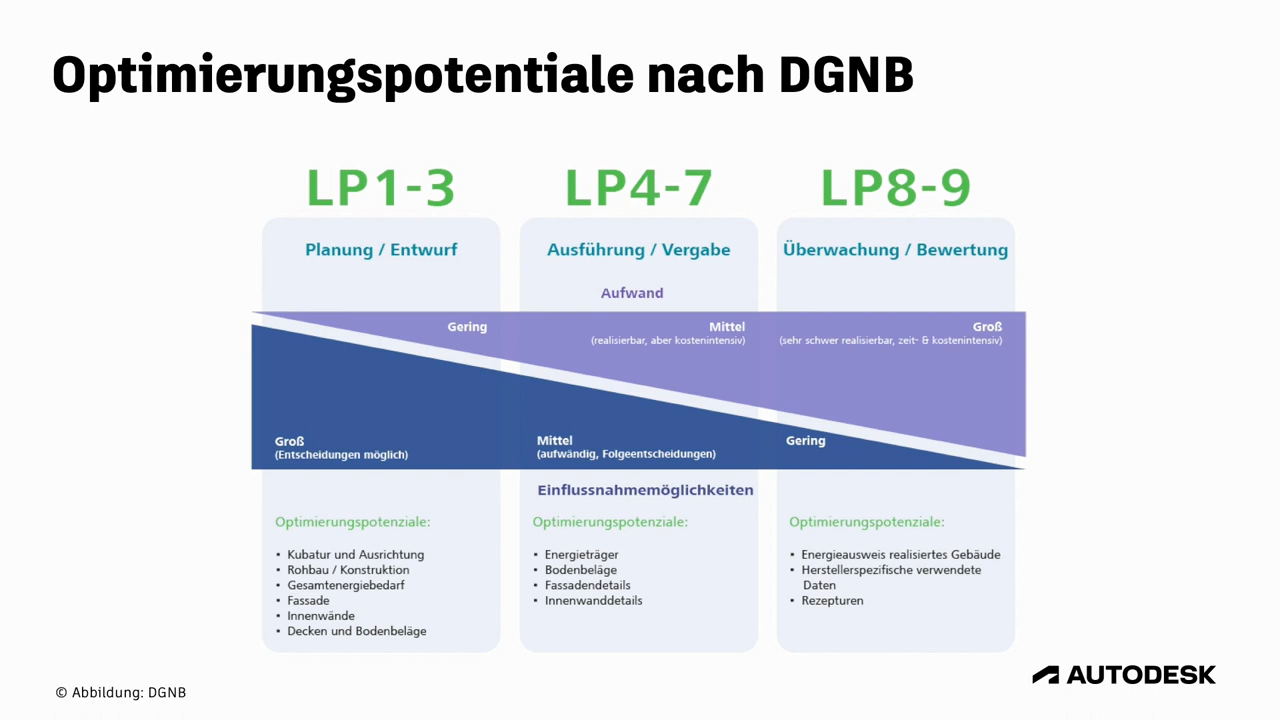 Optimierungspotentiale nach DGNB
LP1-3
LP4-7
LP8-9
Planung / Entwurf
Ausführung / Vergabe
Überwachung / Bewertung
Aufwand
Gering
Mittel
(realisierbar, aber kostenintensiv)
Groß
(sehr schwer realisierbar, zeit- & kostenintensiv)
Groß
(Entscheidungen möglich)
Mittel
(aufwändig, Folgeentscheidungen)
Gering
Einflussnahmemöglichkeiten
Optimierungspotenziale:
• Kubatur und Ausrichtung
• Rohbau / Konstruktion
• Gesamtenergiebedarf
• Fassade
• Innenwände
• Decken und Bodenbeläge
Optimierungspotenziale:
• Energieträger
• Bodenbeläge
• Fassadendetails
• Innenwanddetails
Optimierungspotenziale:
• Energieausweis realisiertes Gebäude
• Herstellerspezifische verwendete
Daten
• Rezepturen
© Abbildung: DGNB
AUTODESK